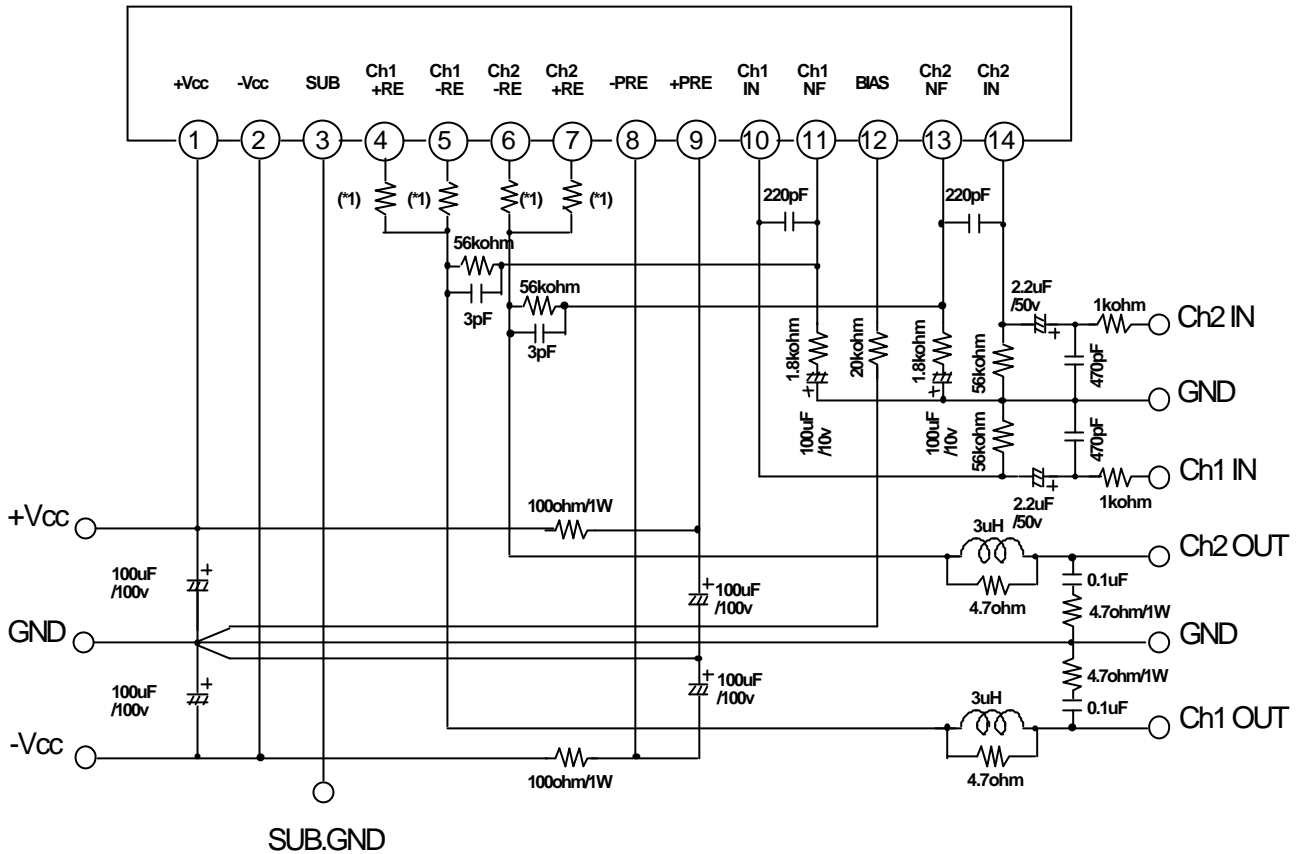 +Vcc
-Vcc
SUB
Ch1
+RE
Ch1
-RE
Ch2
-RE
Ch2
+RE
-PRE
+PRE
Ch1
IN
Ch1
NF
BIAS
Ch2
NF
Ch2
IN
1
2
3
4
5
6
7
8
9
10
11
12
13
14
(*1)
(*1)
(*1)
(*1)
220pF
220pF
56kohm
3pF
56kohm
3pF
1.8kohm
20kohm
1.8kohm
56kohm
2.2uF
/50v
+
1kohm
Ch2 IN
470pF
GND
+
100uF
/10v
+
100uF
/10v
56kohm
470pF
Ch1 IN
+
2.2uF
/50v
1kohm
+Vcc
100ohm/1W
3uH
Ch2 OUT
4.7ohm
0.1uF
4.7ohm/1W
+
100uF
/100v
+
100uF
/100v
GND
GND
+
100uF
/100v
+
100uF
/100v
4.7ohm/1W
0.1uF
3uH
Ch1 OUT
4.7ohm
-Vcc
100ohm/1W
SUB.GND